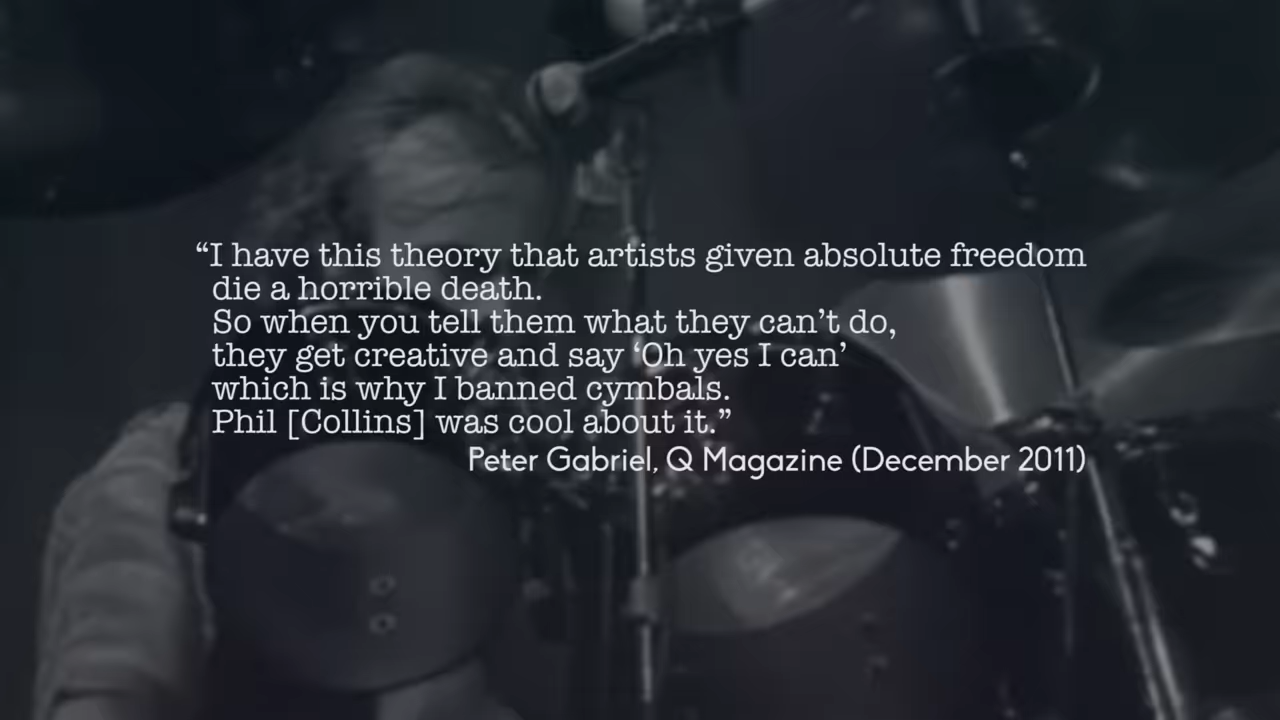 “I have this theory that artists given absolute freedom
die a horrible death.
So when you tell them what they can’t do,
they get creative and say ‘Oh yes I can’
which is why I banned cymbals.
Phil [Collins] was cool about it.”
Peter Gabriel, Q Magazine (December 2011)